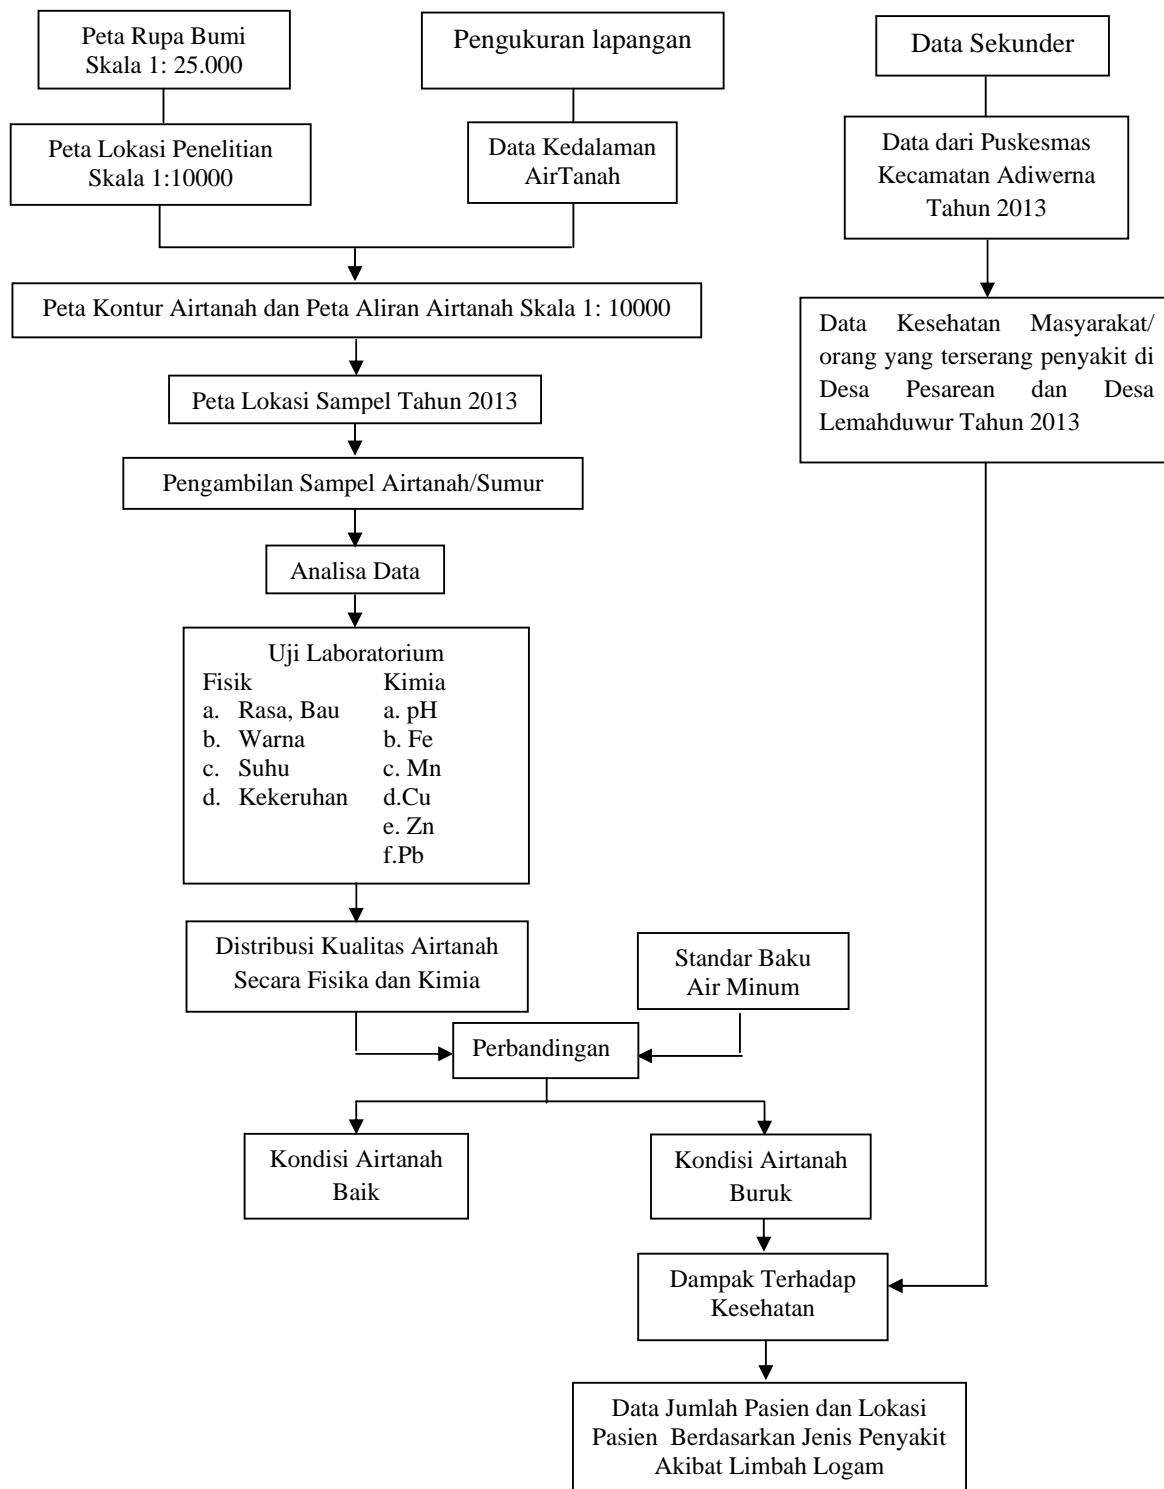 Peta Rupa Bumi
Skala 1: 25.000
Pengukuran lapangan
Data Sekunder
Peta Lokasi Penelitian
Skala 1:10000
Data Kedalaman
AirTanah
Data dari Puskesmas
Kecamatan Adiwerna
Tahun 2013
Peta Kontur Airtanah dan Peta Aliran Airtanah Skala 1: 10000
Data Kesehatan Masyarakat/
orang yang terserang penyakit di
Desa Pesarean dan Desa
Lemahduwur Tahun 2013
Peta Lokasi Sampel Tahun 2013
Pengambilan Sampel Airtanah/Sumur
Analisa Data
Uji Laboratorium
Fisik Kimia
a. Rasa, Bau a. pH
b. Warna b. Fe
c. Suhu c. Mn
d. Kekeruhan d.Cu
e. Zn
f.Pb
Distribusi Kualitas Airtanah
Secara Fisika dan Kimia
Standar Baku
Air Minum
Perbandingan
Kondisi Airtanah
Baik
Kondisi Airtanah
Buruk
Dampak Terhadap
Kesehatan
Data Jumlah Pasien dan Lokasi
Pasien Berdasarkan Jenis Penyakit
Akibat Limbah Logam